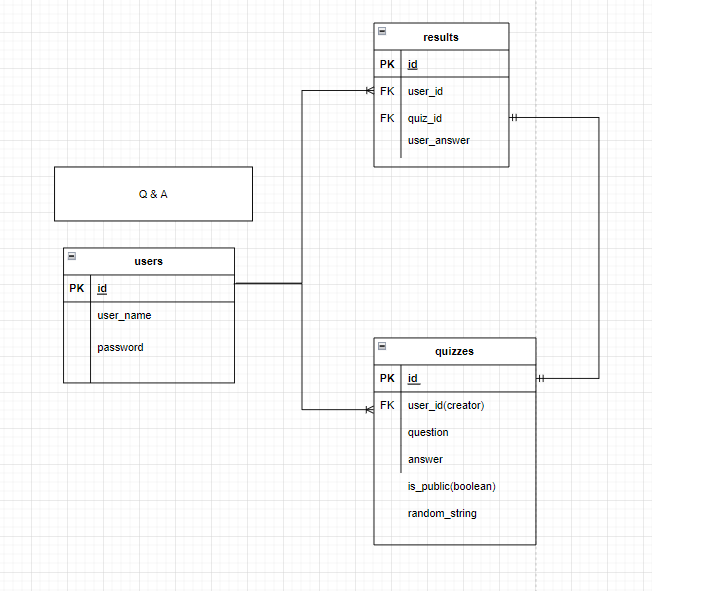 results
PK id
FK user_id
FK quiz_id
user_answer
Q & A
users
PK id
user_name
password
quizzes
PK id
FK user_id(creator)
question
answer
is_public(boolean)
random_string